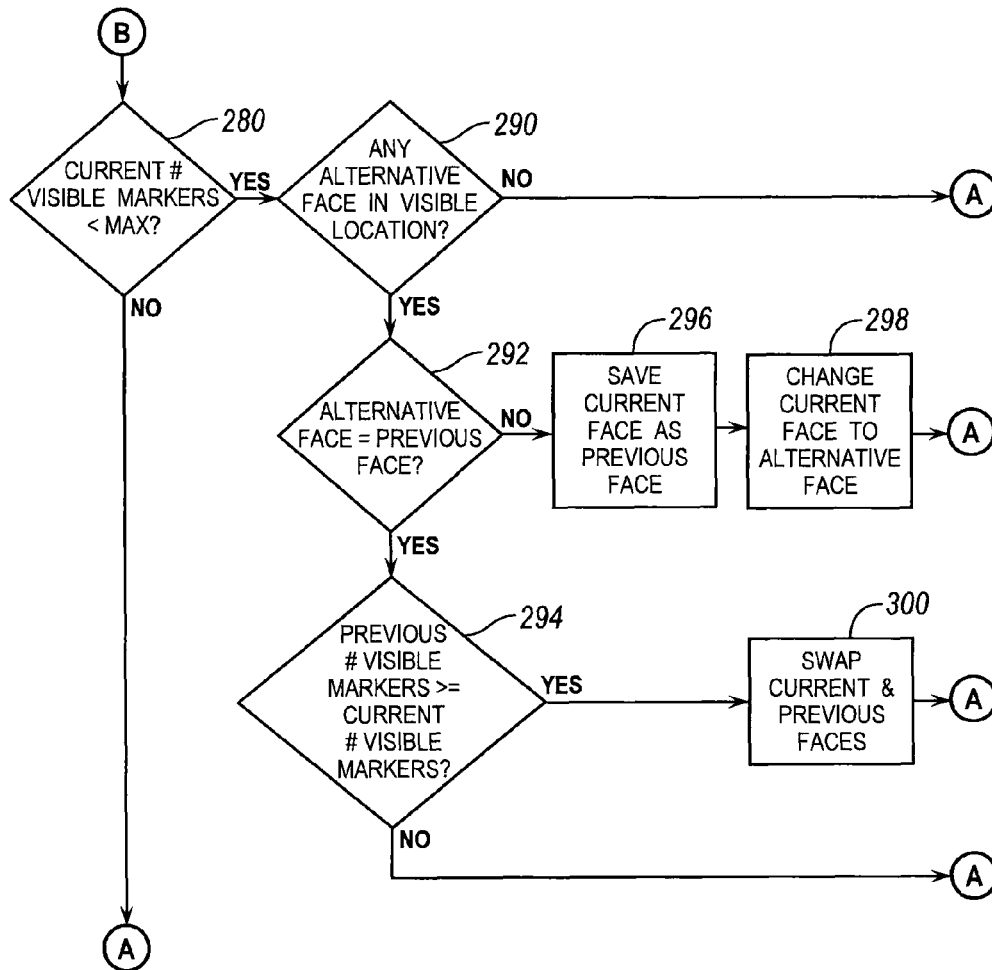 B
280
CURRENT #
VISIBLE MARKERS
< MAX?
YES
NO
290
ANY
ALTERNATIVE
FACE IN VISIBLE
LOCATION?
NO
A
YES
292
ALTERNATIVE
FACE = PREVIOUS
FACE?
NO
296
SAVE
CURRENT
FACE AS
PREVIOUS
FACE
298
CHANGE
CURRENT
FACE TO
ALTERNATIVE
FACE
A
YES
294
PREVIOUS
# VISIBLE
MARKERS >=
CURRENT
# VISIBLE
MARKERS?
YES
300
SWAP
CURRENT &
PREVIOUS
FACES
A
NO
A
A